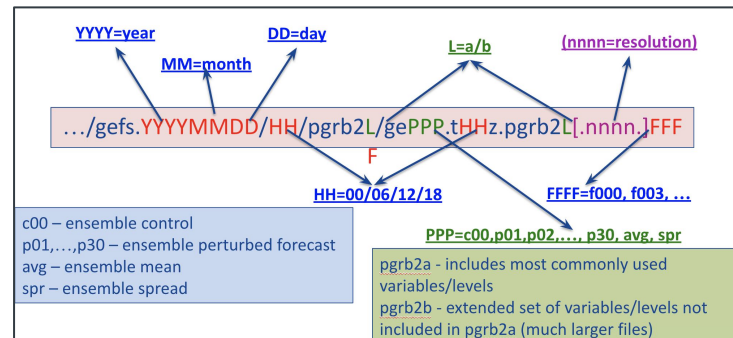 YYYY=year
DD=day
MM=month
L=a/b
(nnnn=resolution)
.../gefs.YYYYMMDD/HH/pgrb2L/gePPP.tHHz.pgrb2L[.nnnn.]FFF
F
HH=00/06/12/18
FFFF=f000, f003, ...
PPP=c00,p01,p02,..., p30, avg, spr
c00 – ensemble control
p01,...,p30 – ensemble perturbed forecast
avg – ensemble mean
spr – ensemble spread
pgrb2a - includes most commonly used
variables/levels
pgrb2b - extended set of variables/levels not
included in pgrb2a (much larger files)